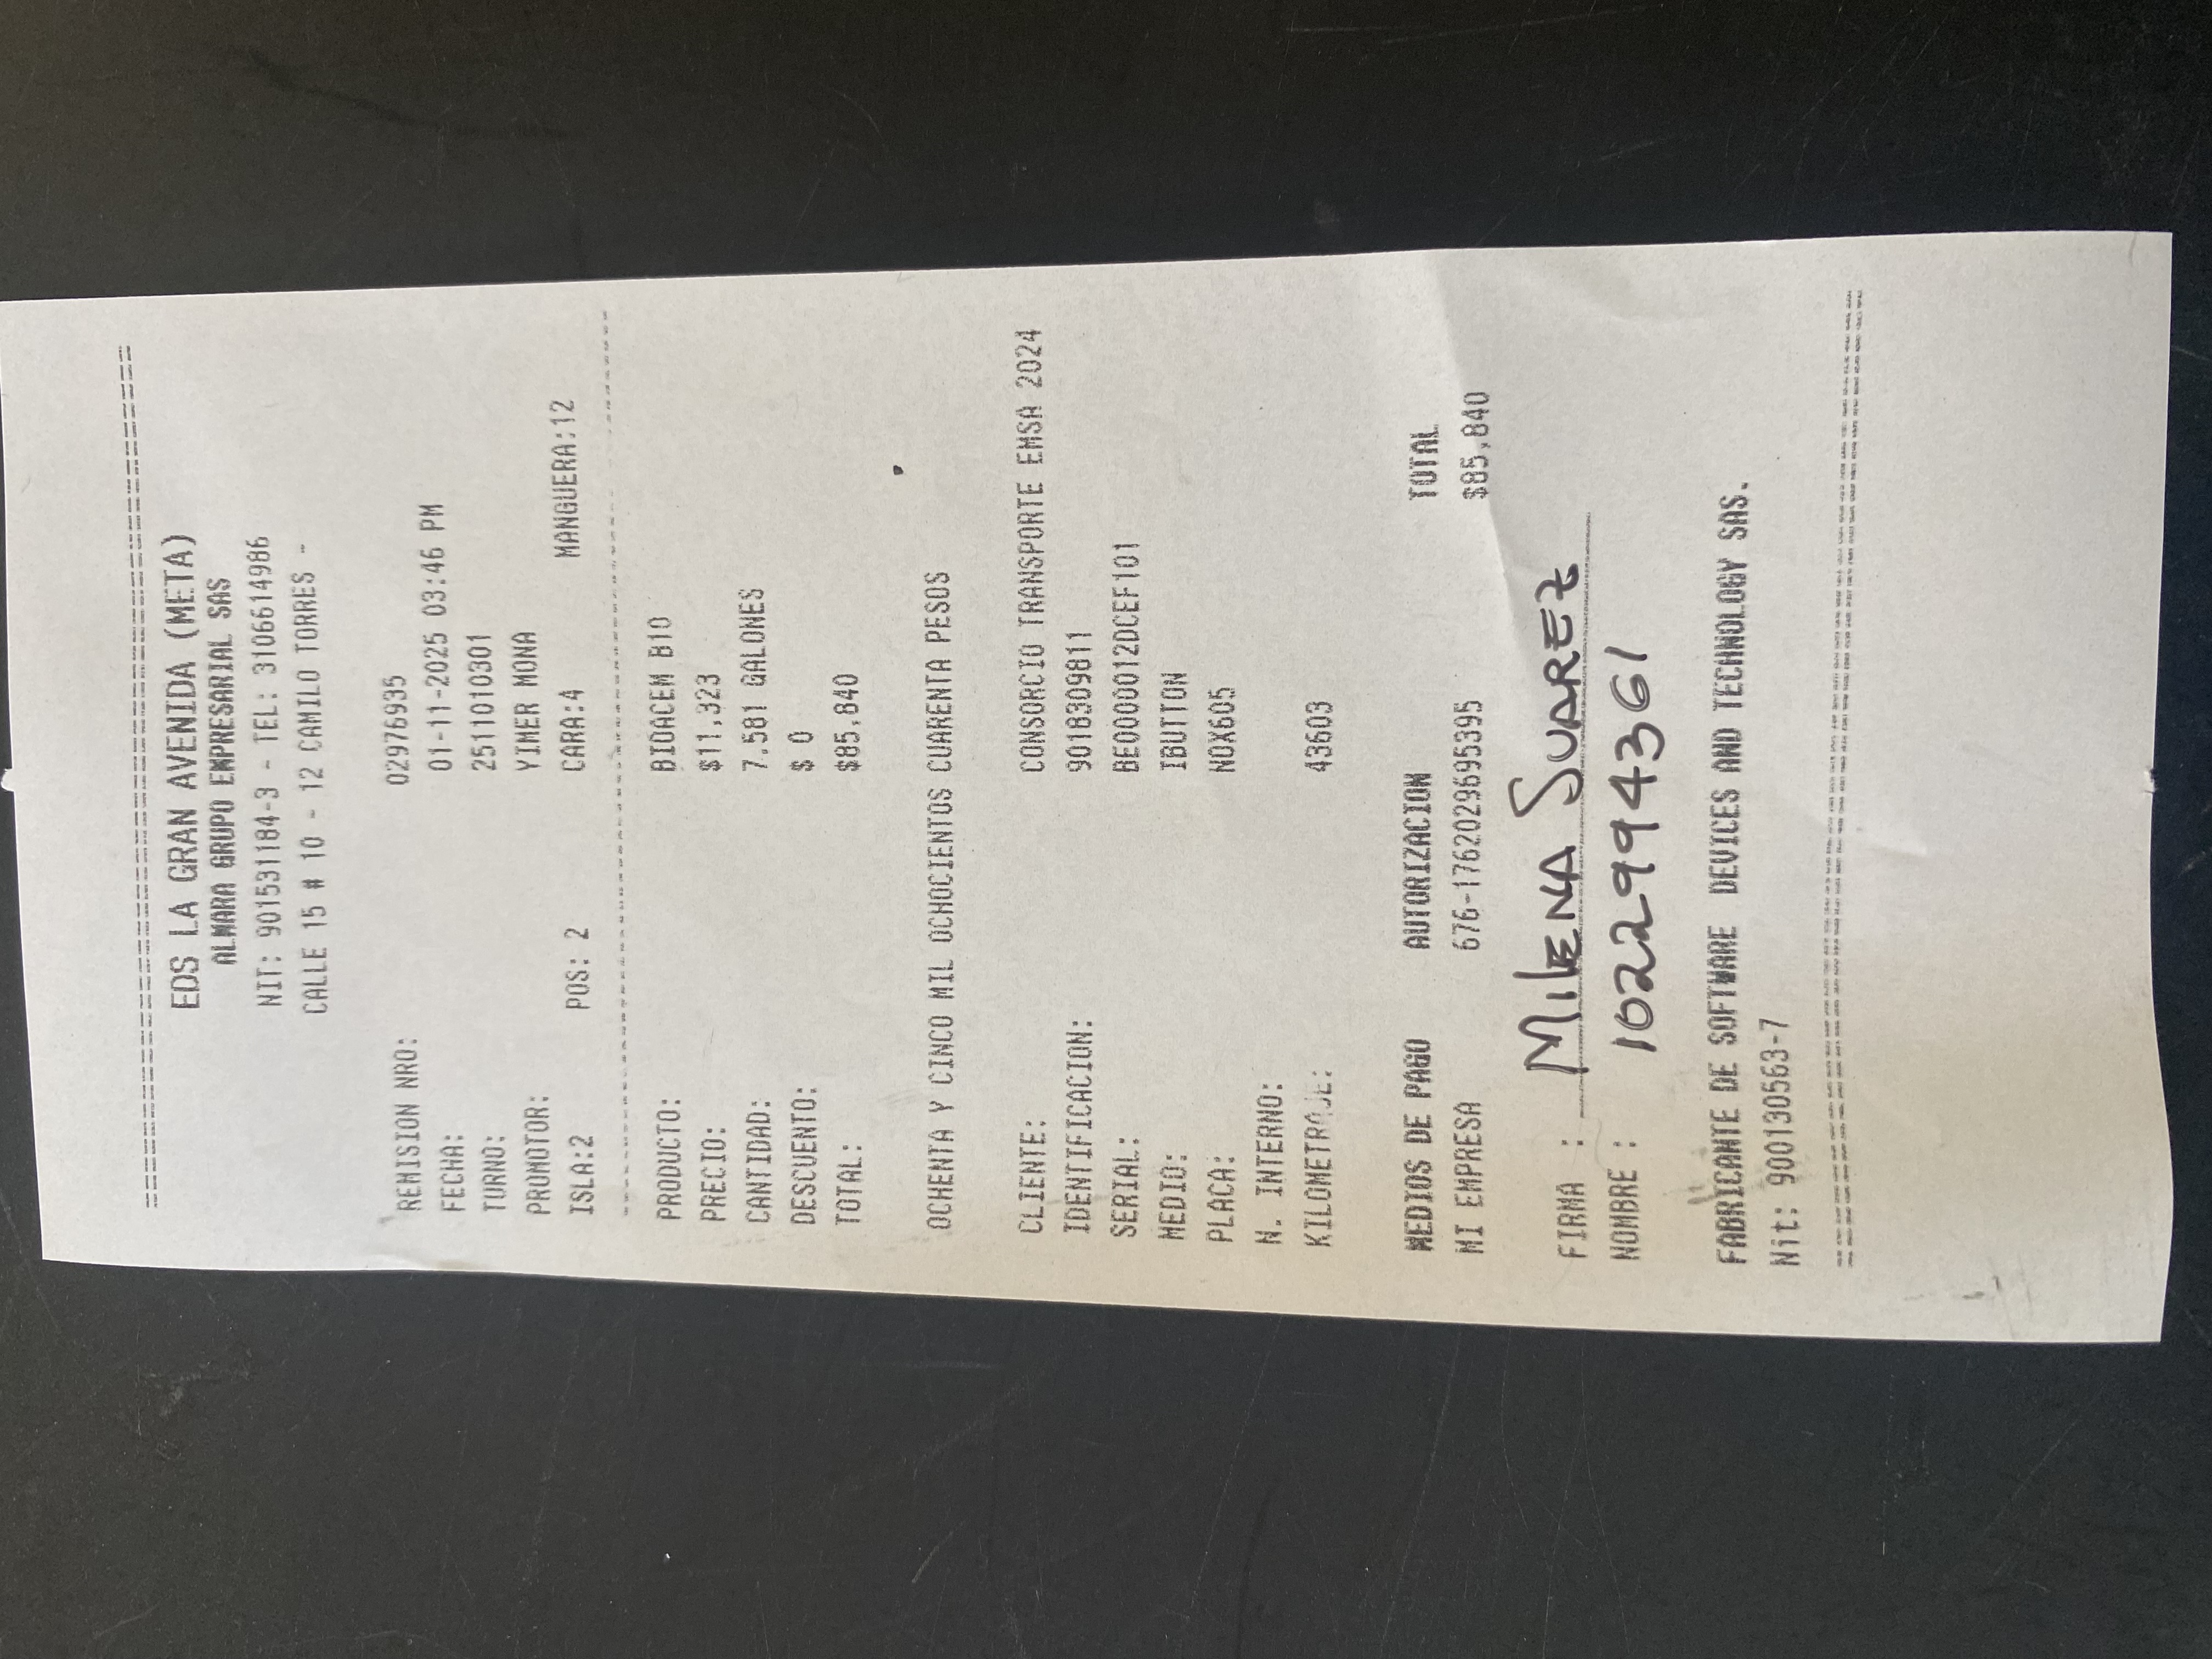 EDS LA GRAN AVENIDA (META)
ALMARA GRUPO EMPRESARIAL SAS
NIT: 901531184-3 - TEL: 3106614986
CALLE 15 # 10 - 12 CAMILO TORRES -
REMISION NRO: 02976935
FECHA: 01-11-2025 03:46 PM
TURNO: 2511010301
PROMOTOR: YIMER MONA
ISLA:2 POS: 2 CARA:4 MANGUERA:12
PRODUCTO: BIOACEM B10
PRECIO: $11,323
CANTIDAD: 7.581 GALONES
DESCUENTO: $ 0
TOTAL: $85,840
OCHENTA Y CINCO MIL OCHOCIENTOS CUARENTA PESOS
CLIENTE: CONSORCIO TRANSPORTE EMSA 2024
IDENTIFICACION: 9018309811
SERIAL: BE000012DCEF101
MEDIO: IBUTTON
PLACA: NOX605
N. INTERNO:
KILOMETRAJE: 43603
MEDIOS DE PAGO AUTORIZACION TOTAL
MI EMPRESA 676-1762029695395 $85,840
FIRMA : MILENA SUAREZ
NOMBRE : 1022994361
FABRICANTE DE SOFTWARE DEVICES AND TECHNOLOGY SAS.
Nit: 900130563-7